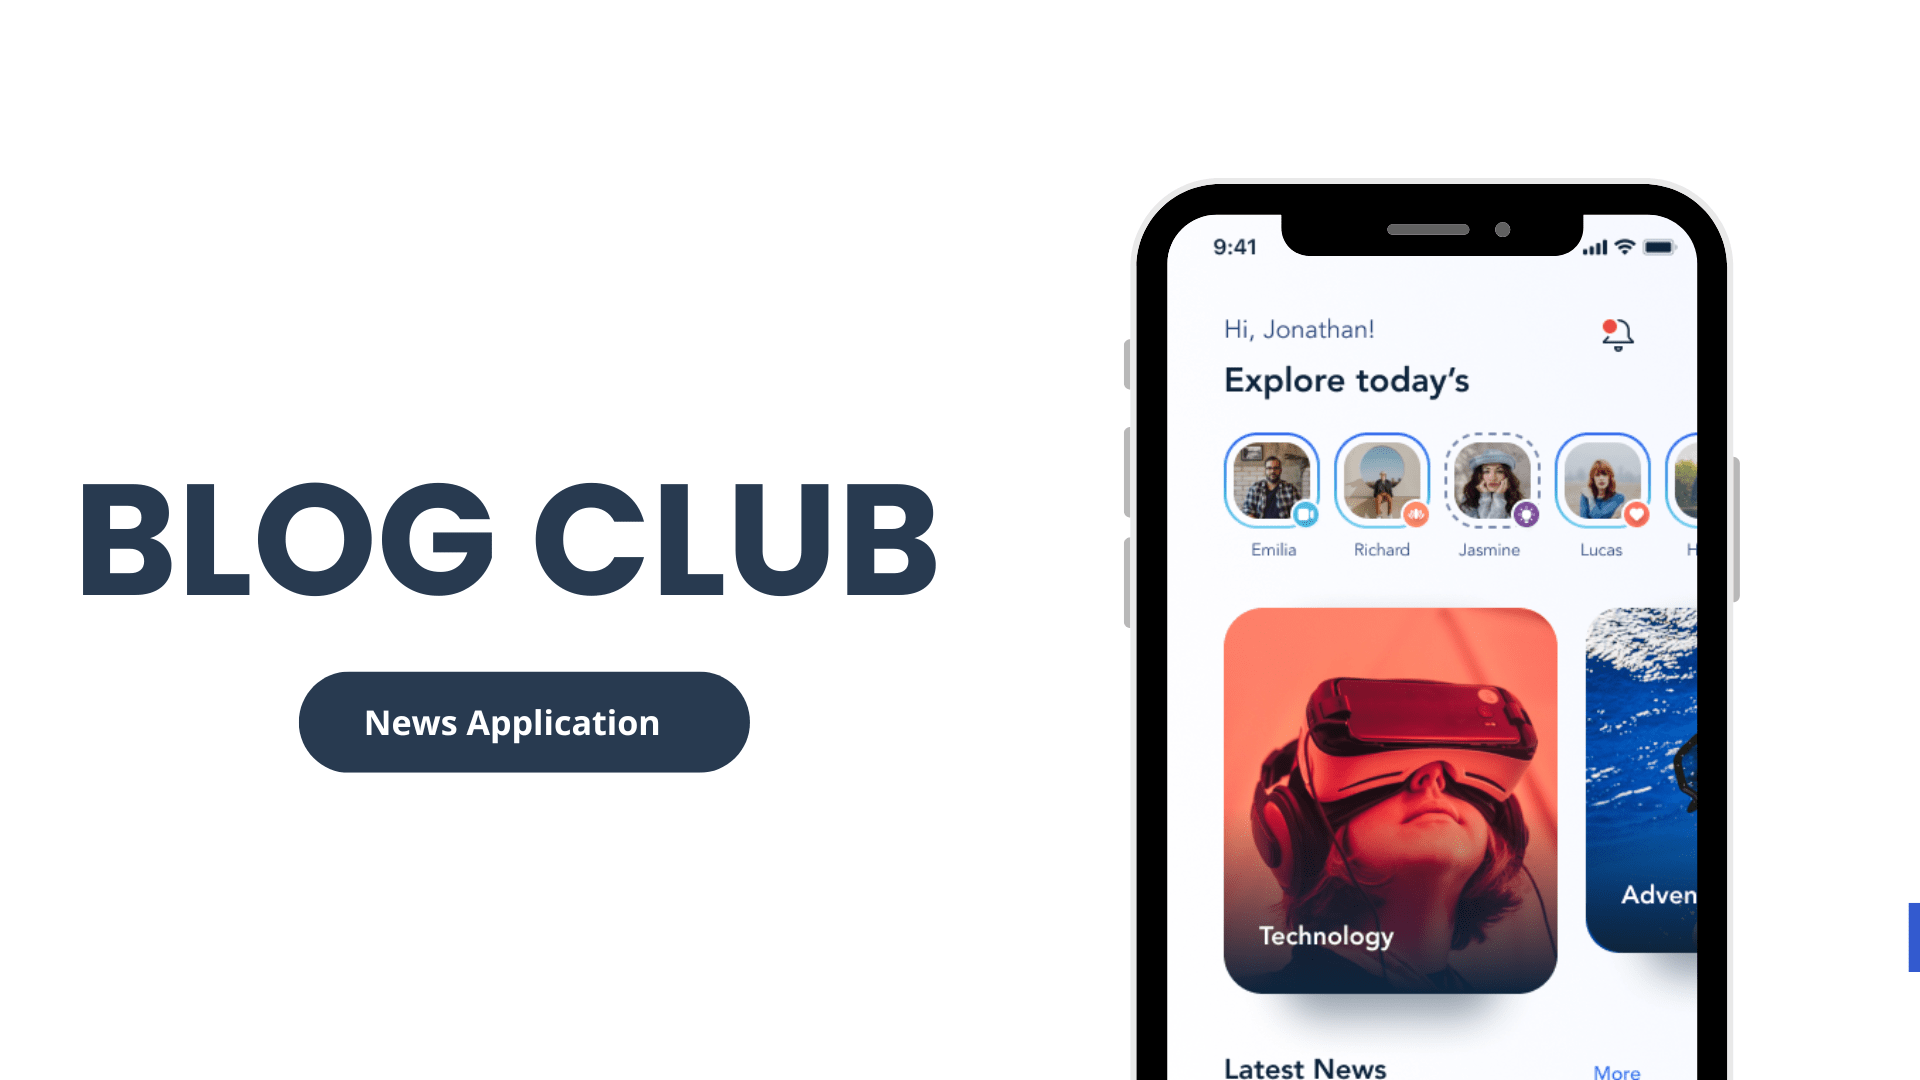 BLOG CLUB
News Application
9:41
Hi, Jonathan!
Explore today's
Emilia Richard Jasmine Lucas H
Technology
Adven
Latest News More